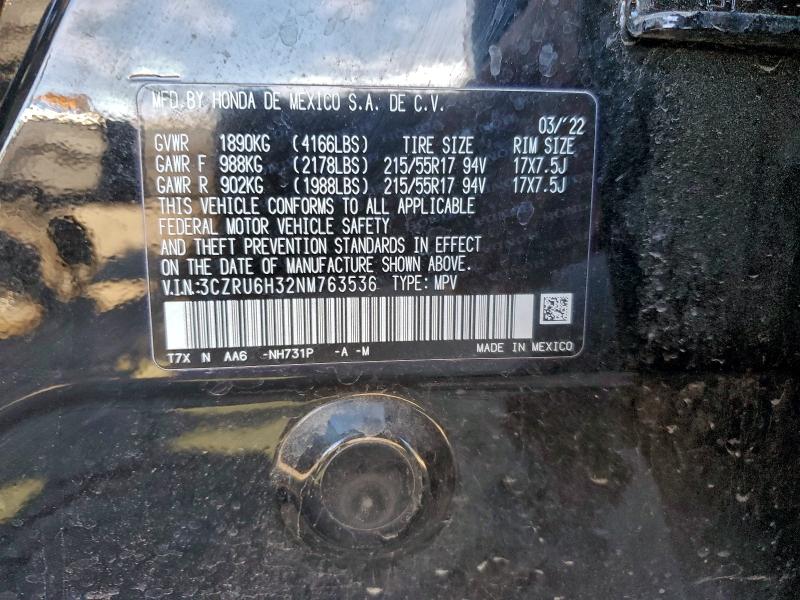 MFD.BY HONDA DE MEXICO S.A. DE C.V.
03/'22
GVWR 1890KG (4166LBS) TIRE SIZE RIM SIZE
GAWR F 988KG (2178LBS) 215/55R17 94V 17X7.5J
GAWR R 902KG (1988LBS) 215/55R17 94V 17X7.5J
THIS VEHICLE CONFORMS TO ALL APPLICABLE
FEDERAL MOTOR VEHICLE SAFETY
AND THEFT PREVENTION STANDARDS IN EFFECT
ON THE DATE OF MANUFACTURE SHOWN ABOVE.
V.I.N.:3CZRU6H32NM763536 TYPE: MPV
T7X N AA6 -NH731P -A -M MADE IN MEXICO